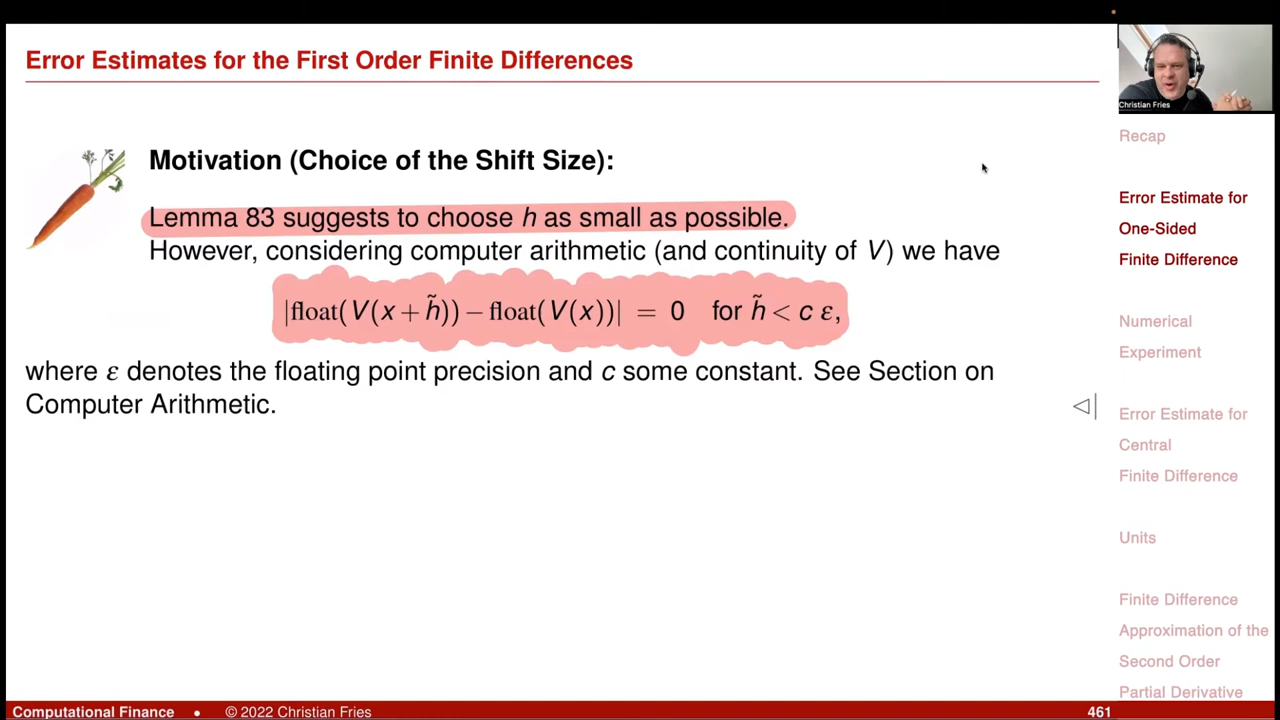 Error Estimates for the First Order Finite Differences
Christian Fries
Motivation (Choice of the Shift Size):
Lemma 83 suggests to choose h as small as possible.
However, considering computer arithmetic (and continuity of V) we have
|float(V(x + h̃)) − float(V(x))| = 0 for h̃ < c ε,
where ε denotes the floating point precision and c some constant. See Section on
Computer Arithmetic.
Recap
Error Estimate for
One-Sided
Finite Difference
Numerical
Experiment
Error Estimate for
Central
Finite Difference
Units
Finite Difference
Approximation of the
Second Order
Partial Derivative
Computational Finance • © 2022 Christian Fries
461